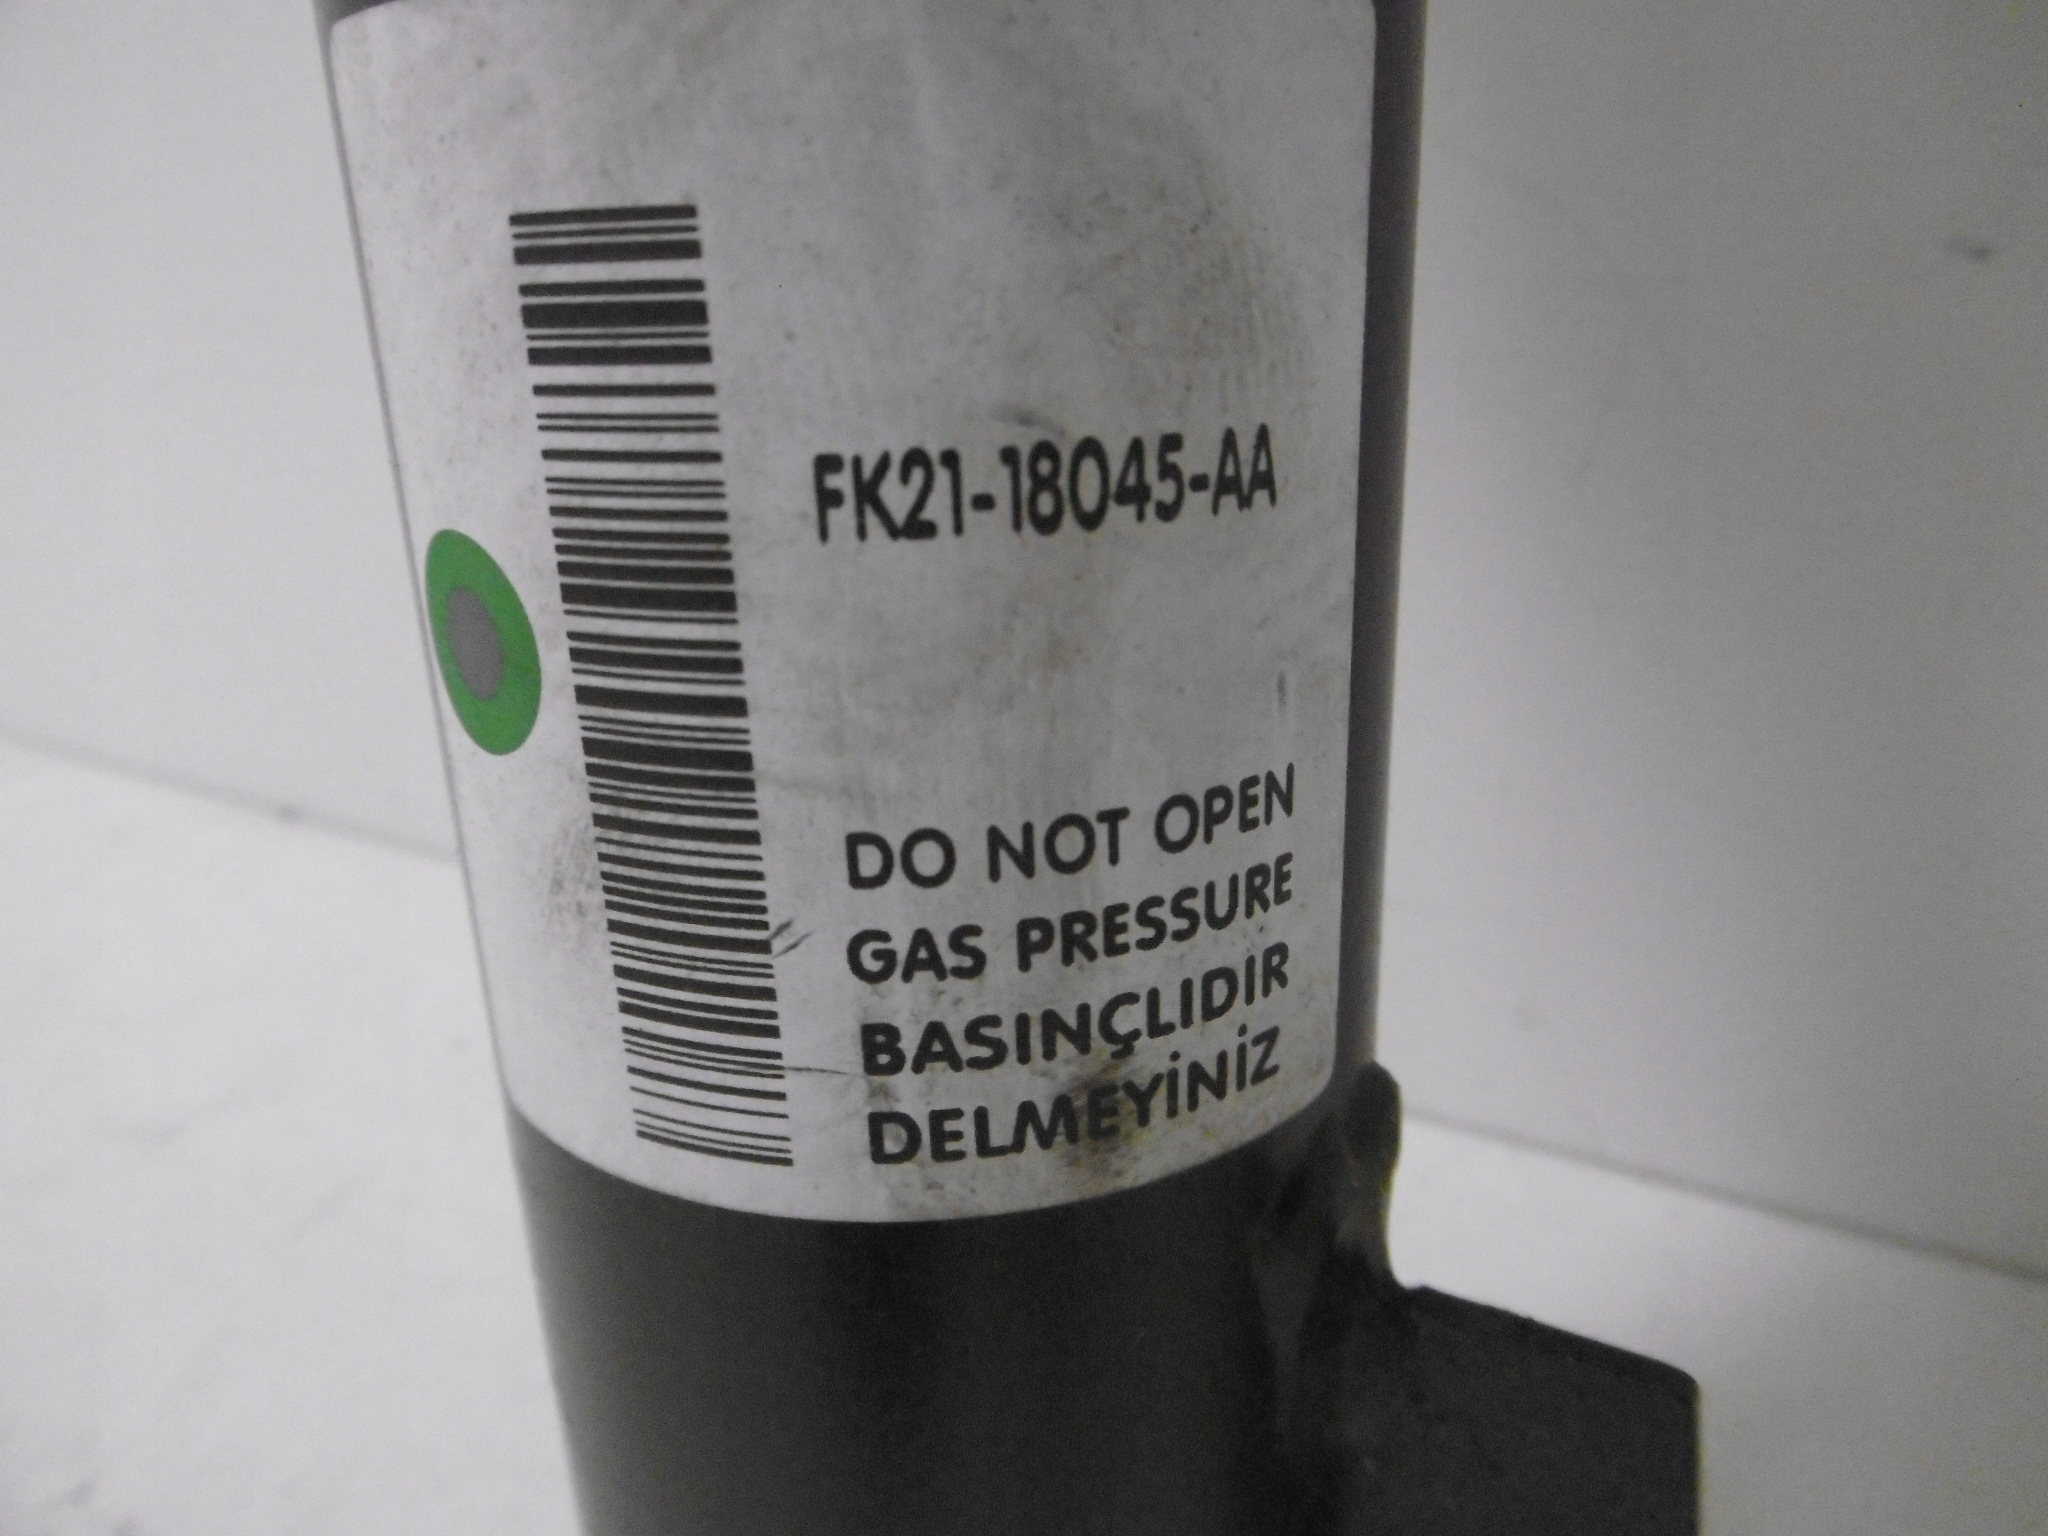 FK21-18045-AA
DO NOT OPEN
GAS PRESSURE
BASINÇLIDIR
DELMEYİNİZ